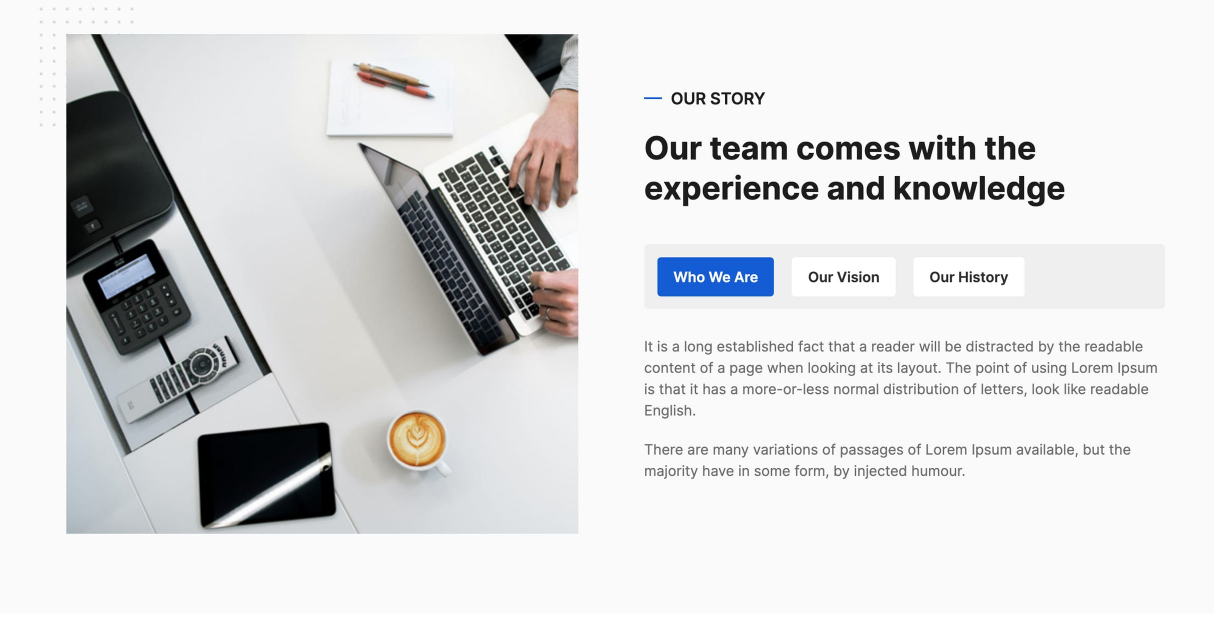 OUR STORY
Our team comes with the
experience and knowledge
Who We Are
Our Vision
Our History
It is a long established fact that a reader will be distracted by the readable
content of a page when looking at its layout. The point of using Lorem Ipsum
is that it has a more-or-less normal distribution of letters, look like readable
English.
There are many variations of passages of Lorem Ipsum available, but the
majority have in some form, by injected humour.